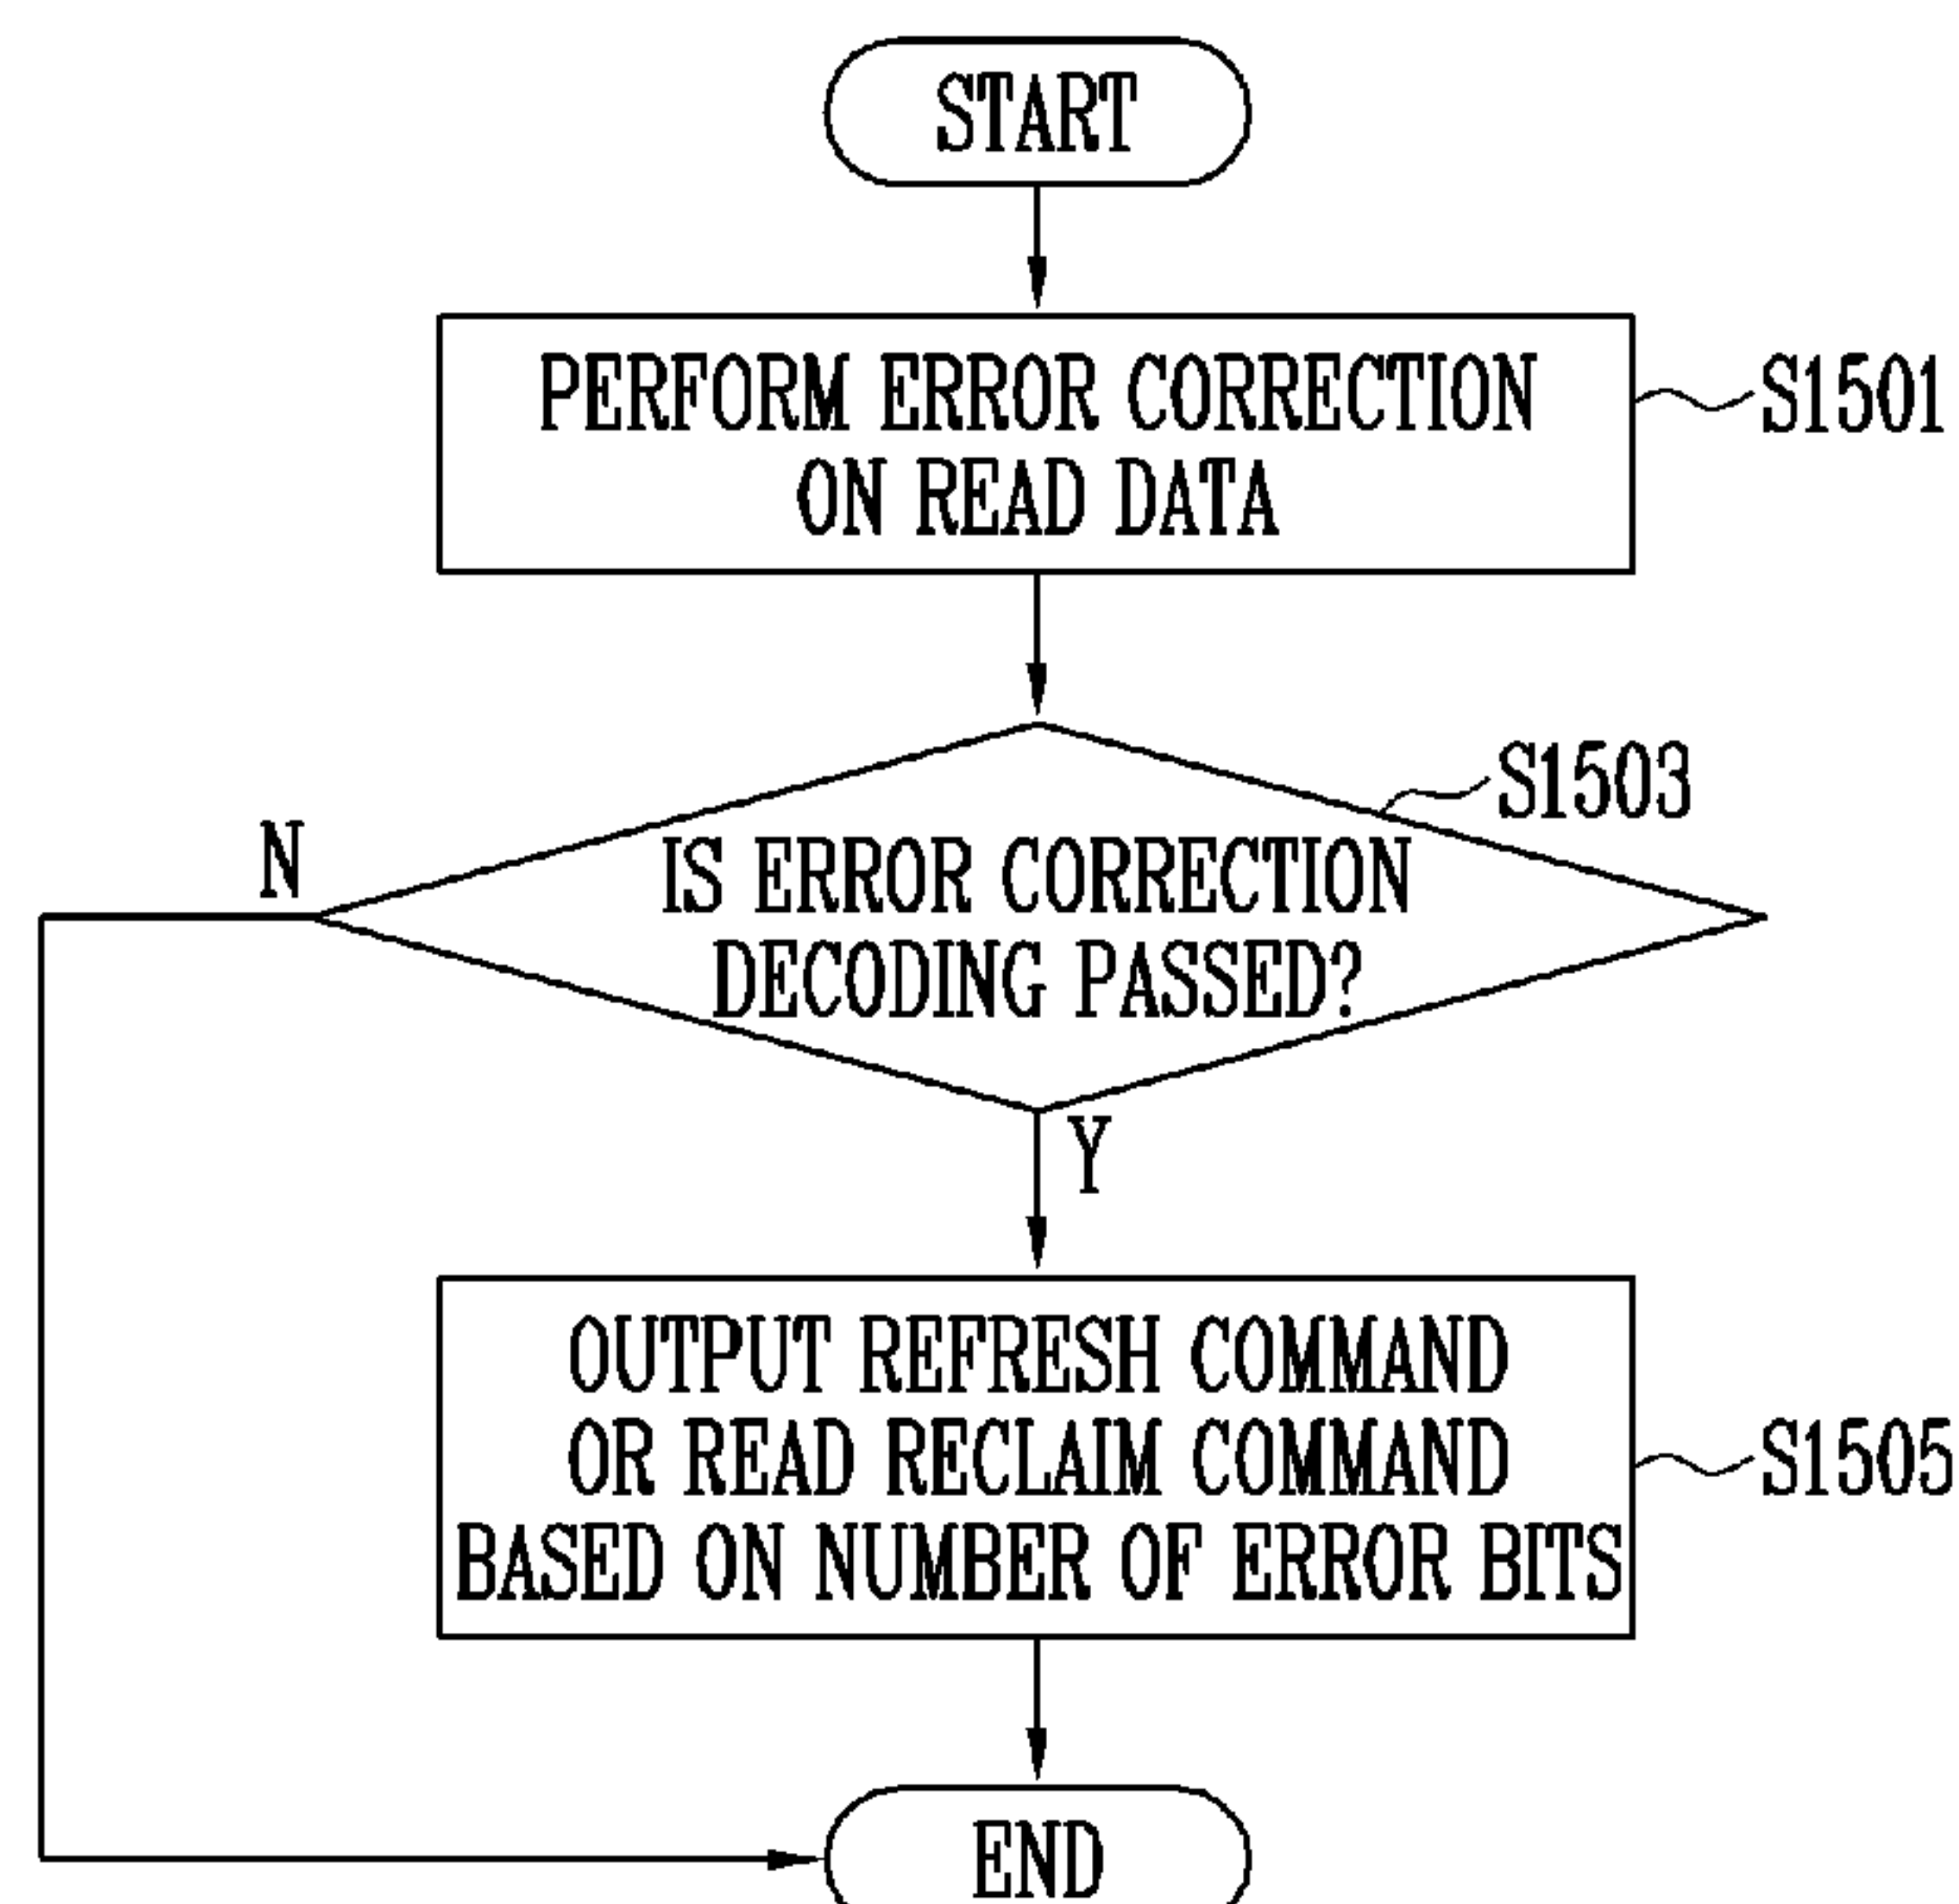 START
PERFORM ERROR CORRECTION
ON READ DATA
S1501
S1503
IS ERROR CORRECTION
DECODING PASSED?
N
Y
OUTPUT REFRESH COMMAND
OR READ RECLAIM COMMAND
BASED ON NUMBER OF ERROR BITS
S1505
END